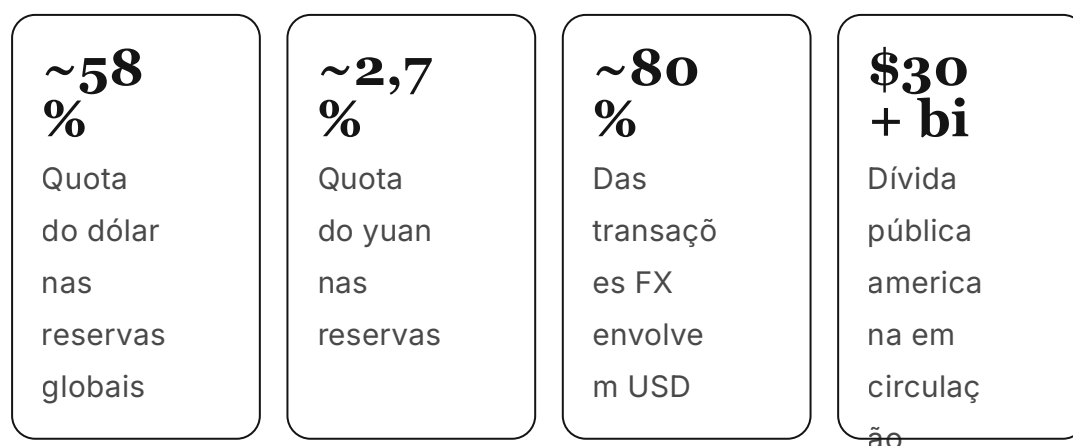 ~58
%
Quota
do dólar
nas
reservas
globais
~2,7
%
Quota
do yuan
nas
reservas
~80
%
Das
transaçõ
es FX
envolve
m USD
$30
+ bi
Dívida
pública
america
na em
circulaç
ão